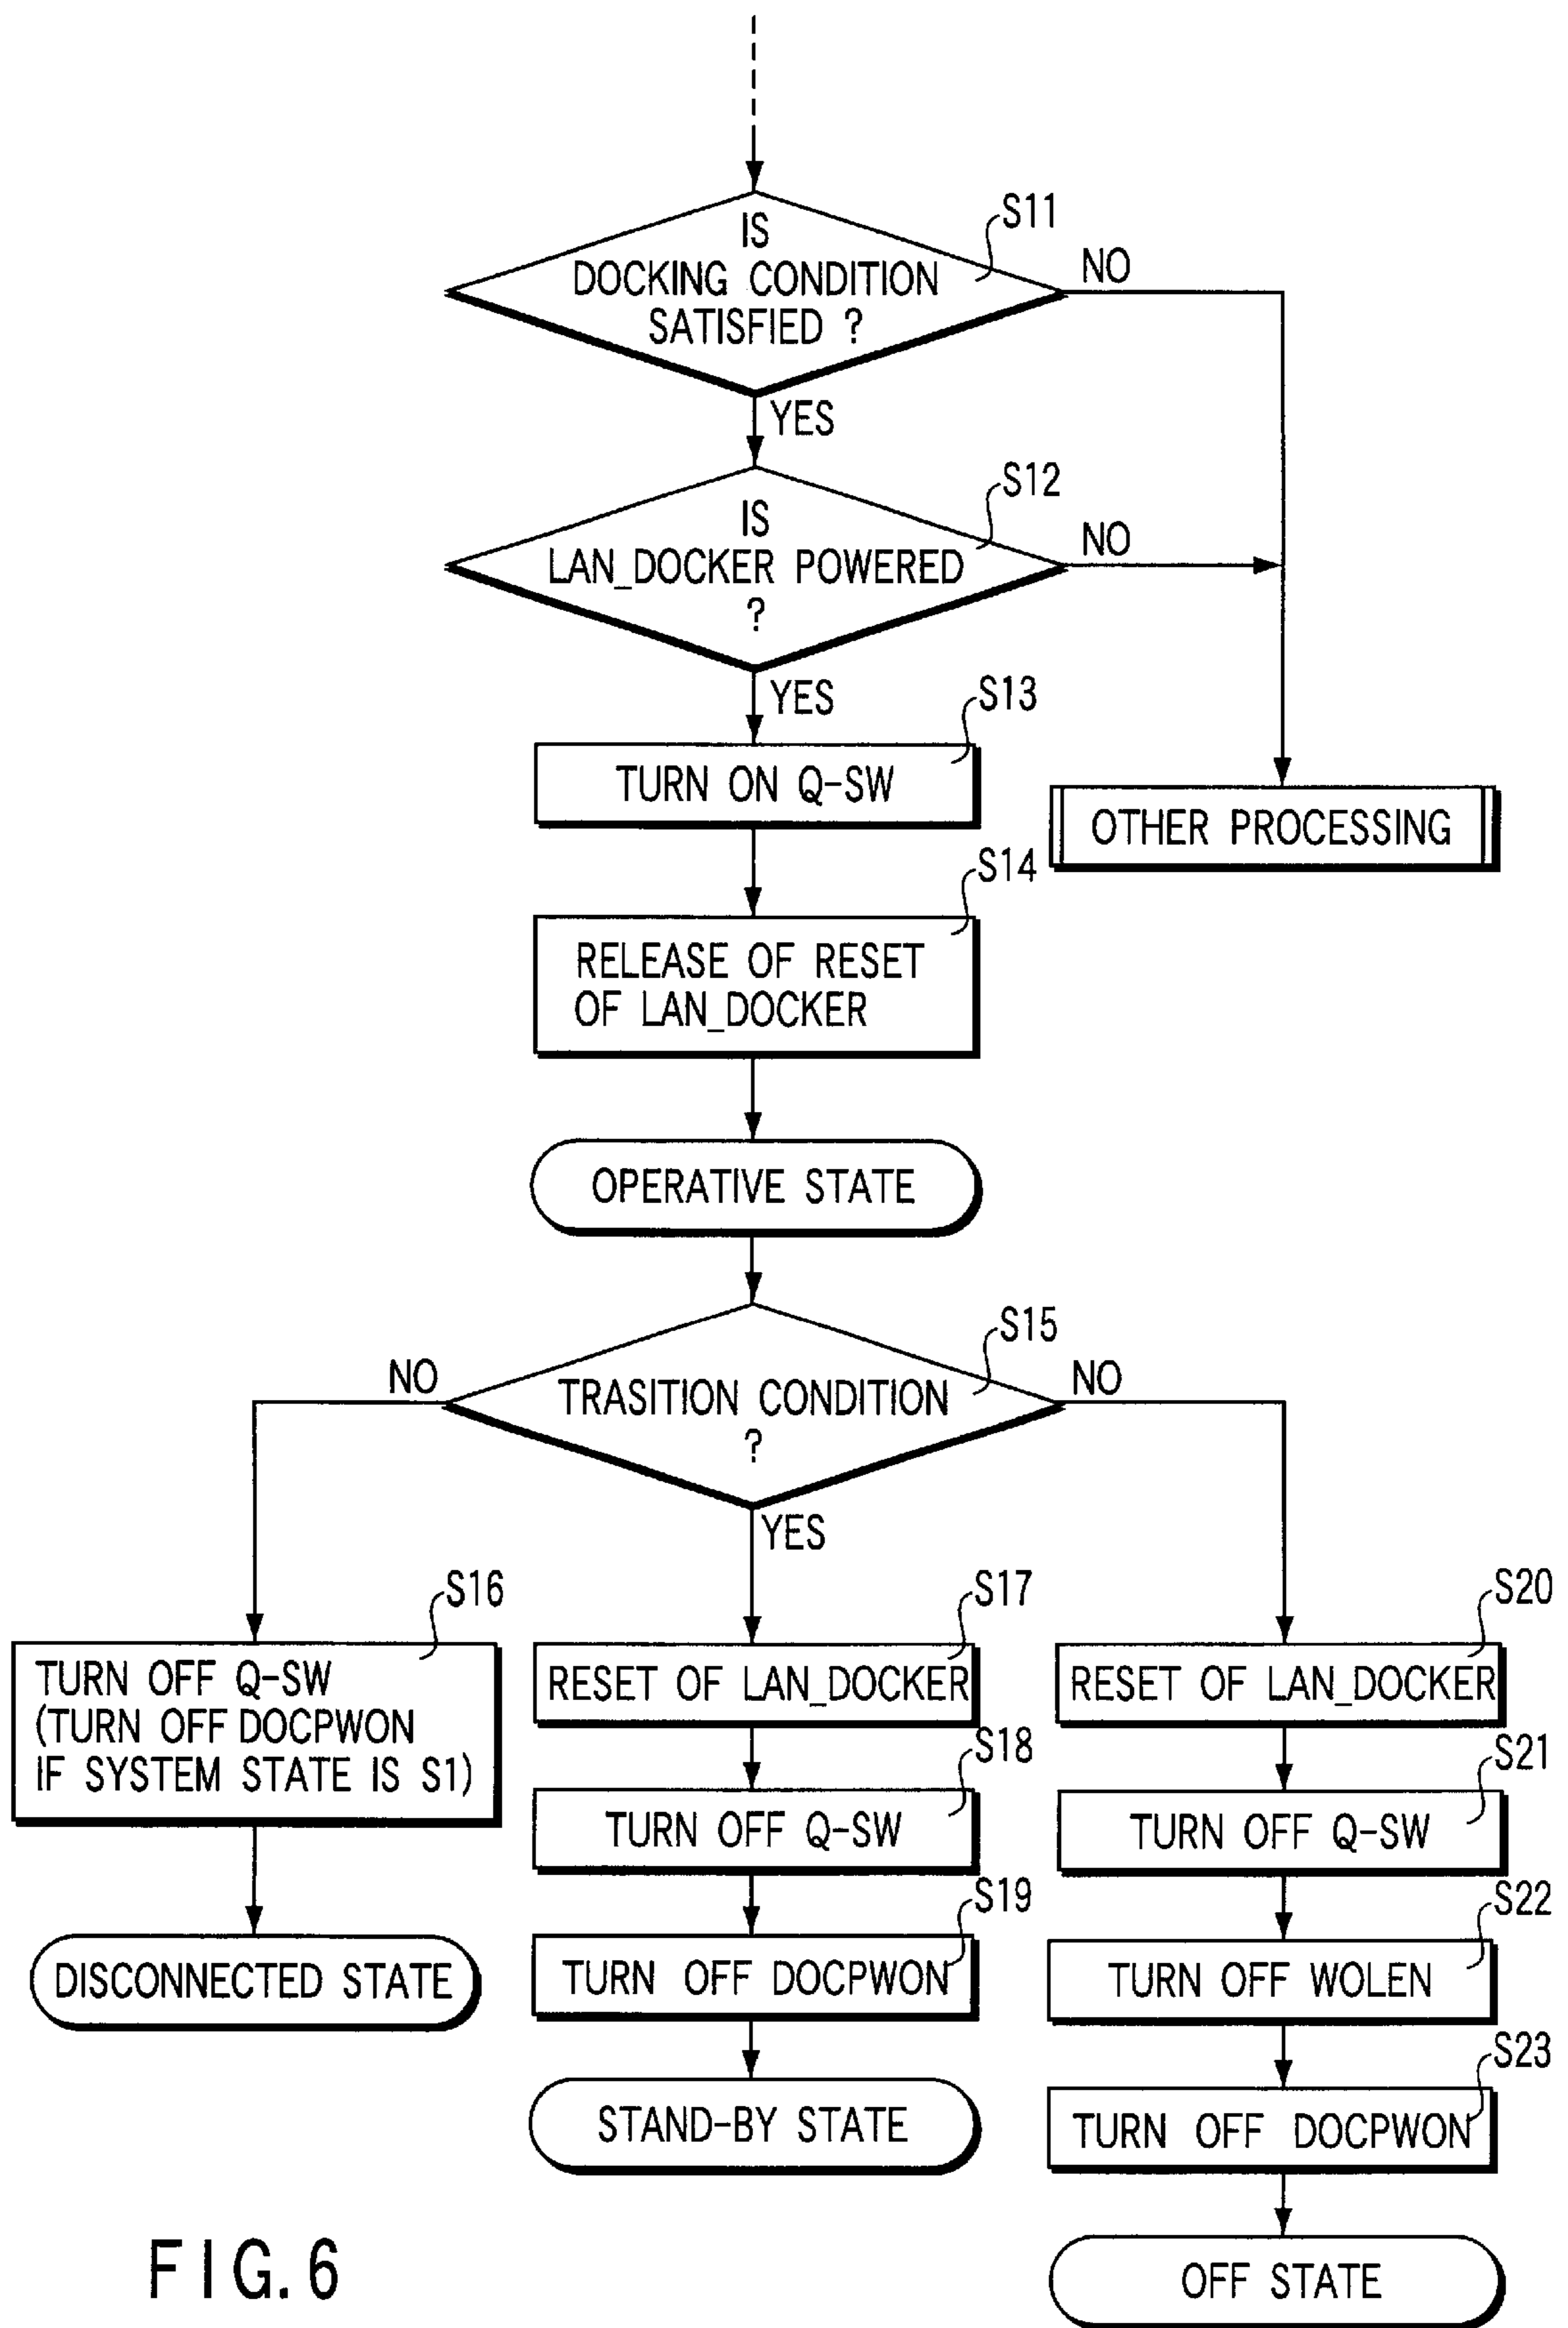 S11
IS
DOCKING CONDITION
SATISFIED ?
NO
YES
S12
IS
LAN_DOCKER POWERED
?
NO
YES
S13
TURN ON Q-SW
OTHER PROCESSING
S14
RELEASE OF RESET
OF LAN_DOCKER
OPERATIVE STATE
S15
NO
TRASITION CONDITION
?
NO
YES
S16
TURN OFF Q-SW
(TURN OFF DOCPWON
IF SYSTEM STATE IS S1)
DISCONNECTED STATE
S17
RESET OF LAN_DOCKER
S18
TURN OFF Q-SW
S19
TURN OFF DOCPWON
STAND-BY STATE
S20
RESET OF LAN_DOCKER
S21
TURN OFF Q-SW
S22
TURN OFF WOLEN
S23
TURN OFF DOCPWON
OFF STATE
FIG. 6